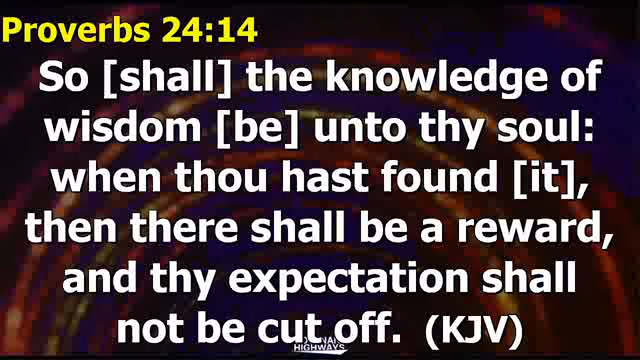 Proverbs 24:14
So [shall] the knowledge of
wisdom [be] unto thy soul:
when thou hast found [it],
then there shall be a reward,
and thy expectation shall
not be cut off. (KJV)
HIGHWAYS